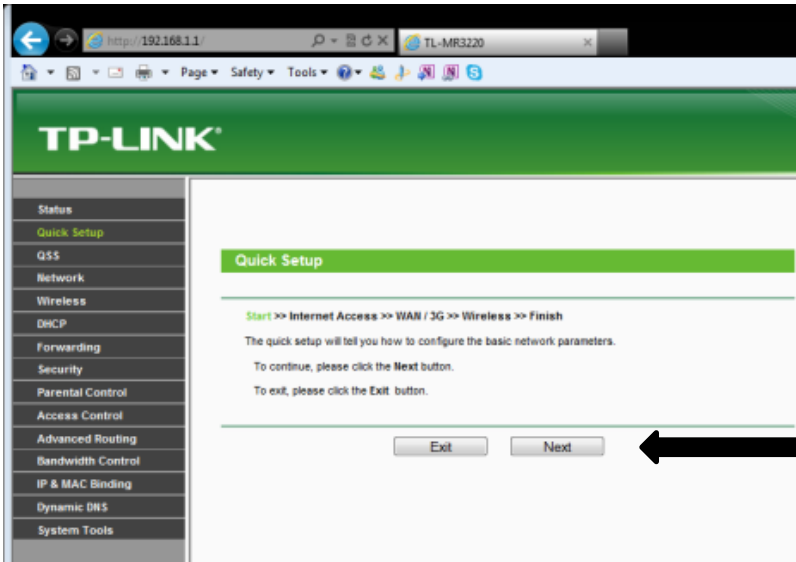 http://192.168.1.1/
TL-MR3220
Page Safety Tools
TP-LINK®
Status
Quick Setup
QSS
Network
Wireless
DHCP
Forwarding
Security
Parental Control
Access Control
Advanced Routing
Bandwidth Control
IP & MAC Binding
Dynamic DNS
System Tools
Quick Setup
Start >> Internet Access >> WAN / 3G >> Wireless >> Finish
The quick setup will tell you how to configure the basic network parameters.
To continue, please click the Next button.
To exit, please click the Exit button.
Exit Next